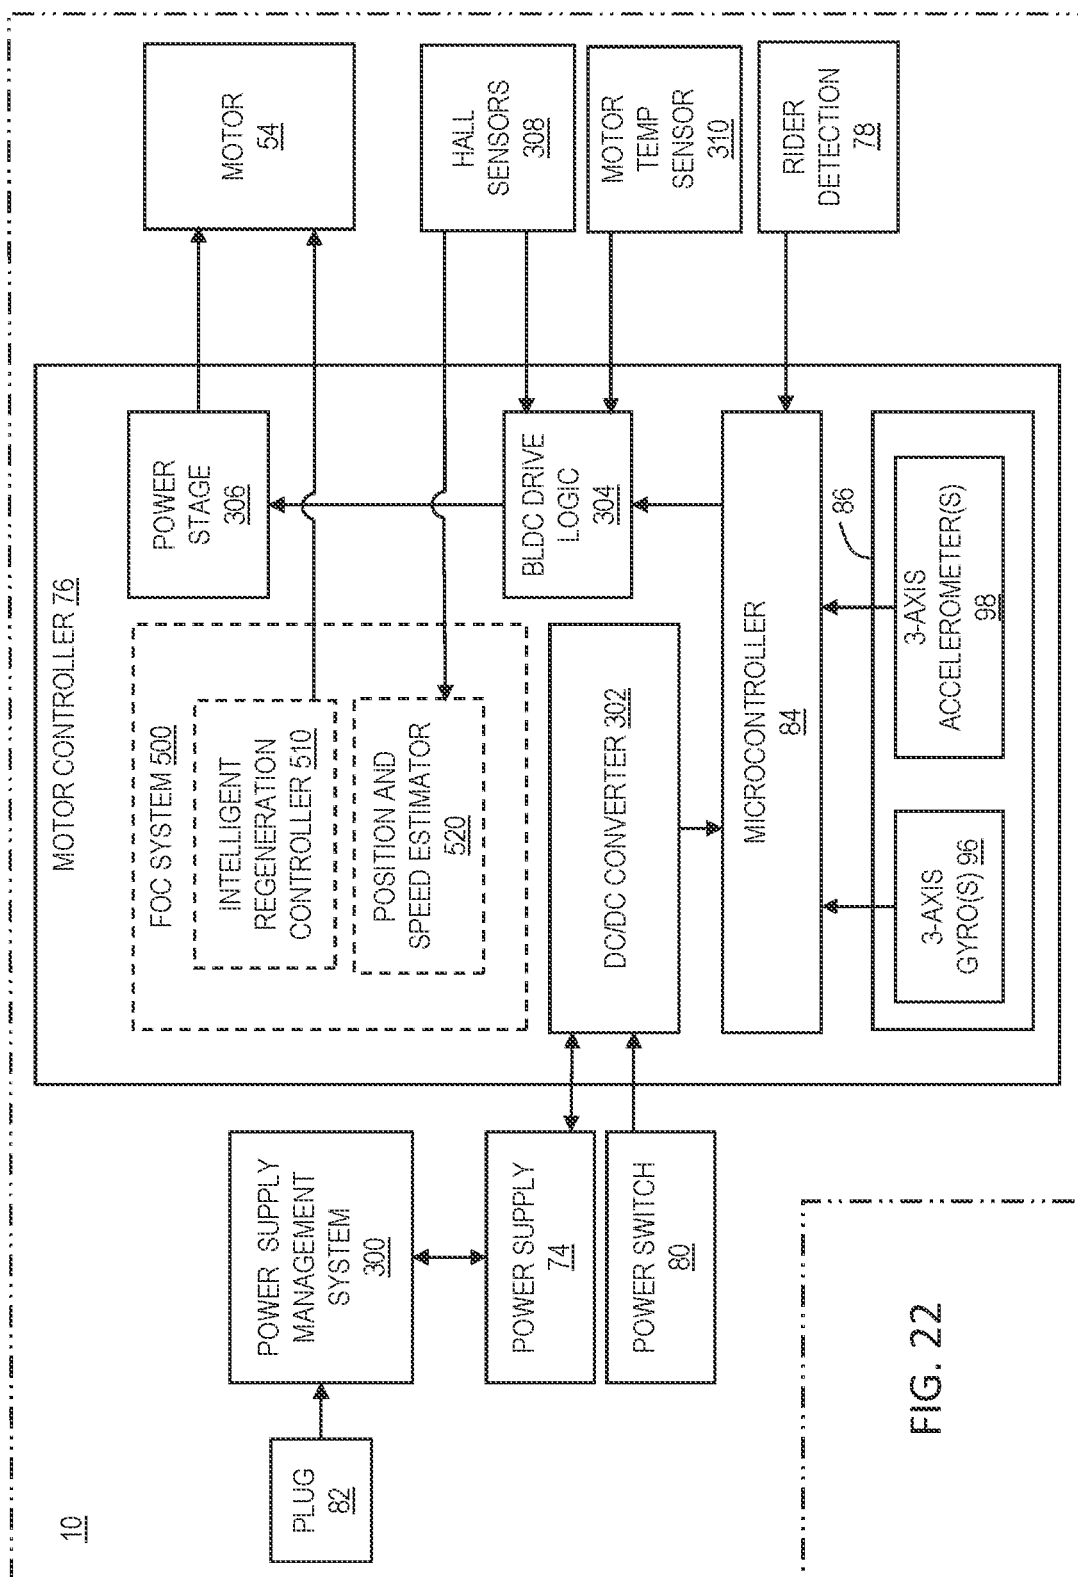 10
PLUG
82
POWER SUPPLY
MANAGEMENT
SYSTEM
300
POWER SUPPLY
74
POWER SWITCH
80
MOTOR CONTROLLER 76
FOC SYSTEM 500
INTELLIGENT
REGENERATION
CONTROLLER 510
POSITION AND
SPEED ESTIMATOR
520
DC/DC CONVERTER 302
POWER
STAGE
306
BLDC DRIVE
LOGIC
304
MICROCONTROLLER
84
86
3-AXIS
GYRO(S) 96
3-AXIS
ACCELEROMETER(S)
98
MOTOR
54
HALL
SENSORS
308
MOTOR
TEMP
SENSOR
310
RIDER
DETECTION
78
FIG. 22